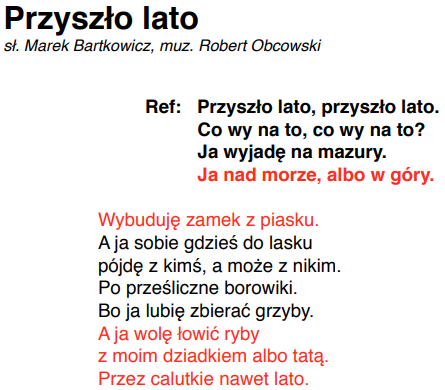 Przyszło lato
sł. Marek Bartkowicz, muz. Robert Obcowski
Ref: Przyszło lato, przyszło lato.
Co wy na to, co wy na to?
Ja wyjadę na mazury.
Ja nad morze, albo w góry.
Wybuduję zamek z piasku.
A ja sobie gdzieś do lasku
pójdę z kimś, a może z nikim.
Po prześliczne borowiki.
Bo ja lubię zbierać grzyby.
A ja wolę łowić ryby
z moim dziadkiem albo tatą.
Przez calutkie nawet lato.